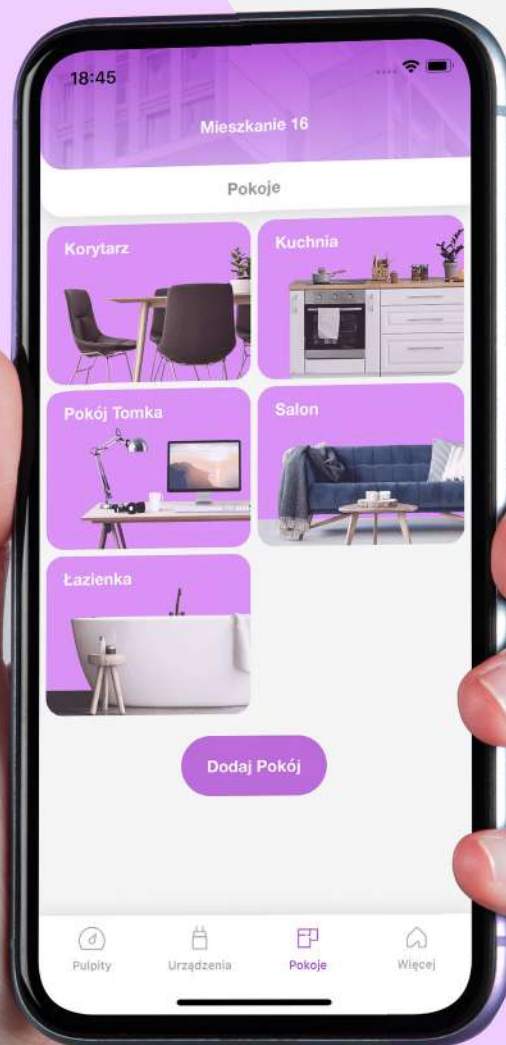 18:45
Mieszkanie 16
Pokoje
Korytarz
Kuchnia
Pokój Tomka
Salon
Łazienka
Dodaj Pokój
Pulpity
Urządzenia
Pokoje
Więcej